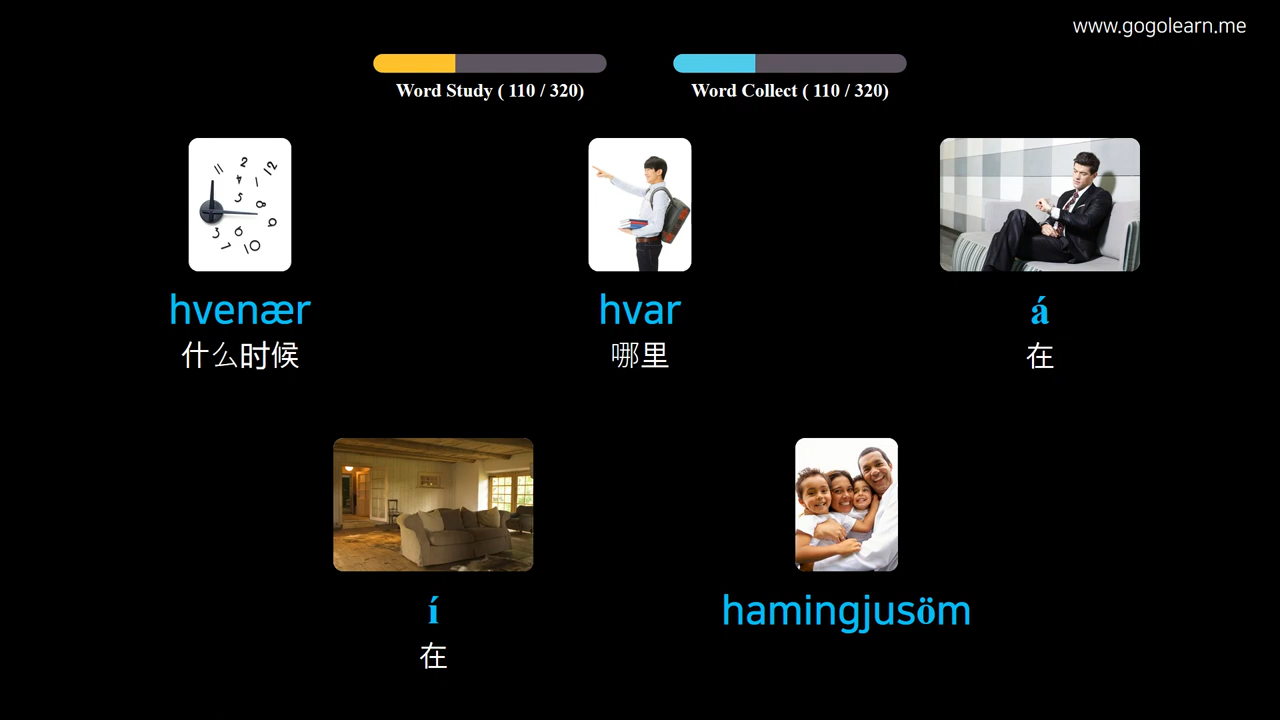 www.gogolearn.me
Word Study ( 110 / 320)
Word Collect ( 110 / 320)
hvenær
什么时候
hvar
哪里
á
在
í
在
hamingjusöm